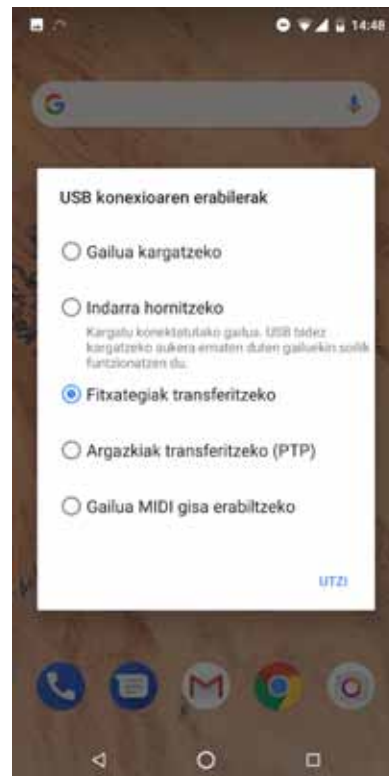 14:48
USB konexioaren erabilerak
Gailua kargatzeko
Indarra hornitzeko
Kargatu konektatutako gailua. USB bidez
kargatzeko aukera ematen duten gailuekin soilik
funtzionatzen du.
Fitxategiak transferitzeko
Argazkiak transferitzeko (PTP)
Gailua MIDI gisa erabiltzeko
UTZI